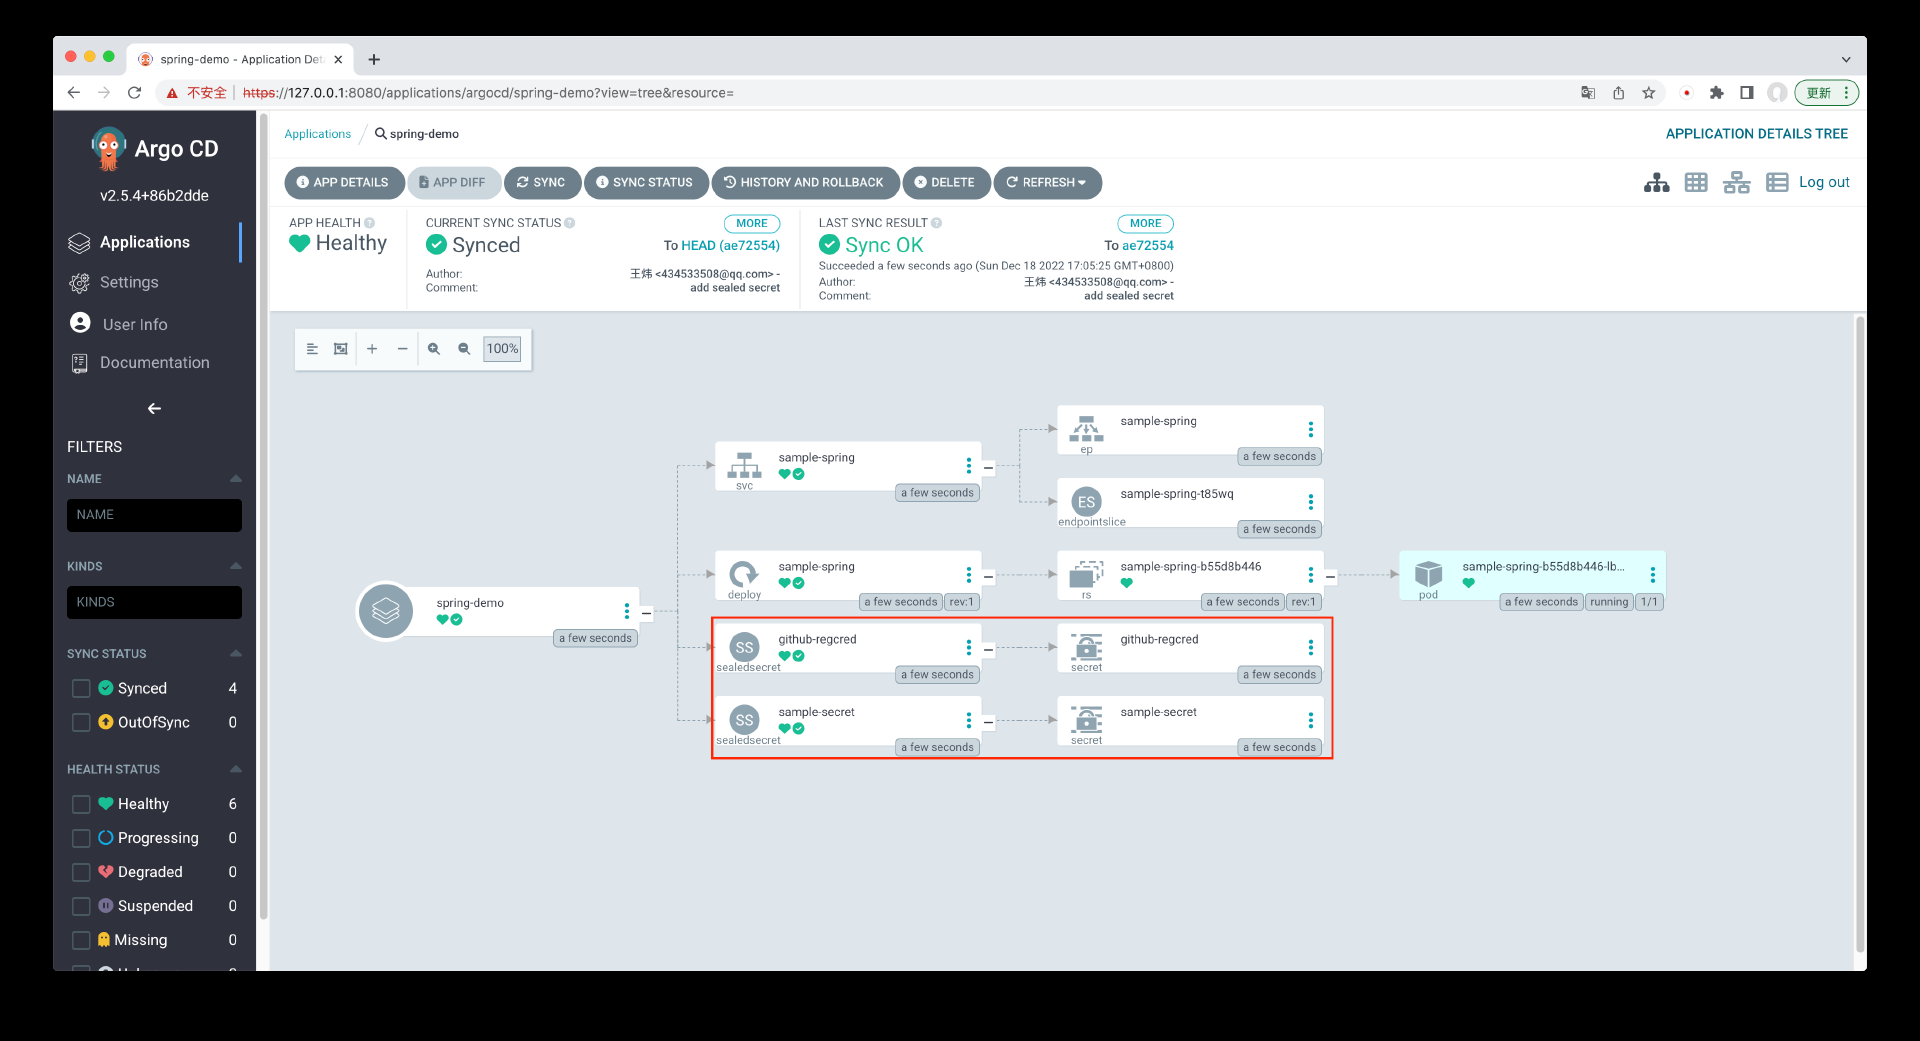 spring-demo - Application Det
不安全
https://127.0.0.1:8080/applications/argocd/spring-demo?view=tree&resource=
更新
Argo CD
v2.5.4+86b2dde
Applications
Settings
User Info
Documentation
FILTERS
NAME
NAME
KINDS
KINDS
SYNC STATUS
Synced 4
OutOfSync 0
HEALTH STATUS
Healthy 6
Progressing 0
Degraded 0
Suspended 0
Missing 0
Applications / spring-demo
APPLICATION DETAILS TREE
APP DETAILS
APP DIFF
SYNC
SYNC STATUS
HISTORY AND ROLLBACK
DELETE
REFRESH
Log out
APP HEALTH
Healthy
CURRENT SYNC STATUS
MORE
Synced
To HEAD (ae72554)
Author: 王炜 <434533508@qq.com> -
Comment: add sealed secret
LAST SYNC RESULT
MORE
Sync OK
To ae72554
Succeeded a few seconds ago (Sun Dec 18 2022 17:05:25 GMT+0800)
Author: 王炜 <434533508@qq.com> -
Comment: add sealed secret
100%
spring-demo
a few seconds
sample-spring
svc
a few seconds
sample-spring
ep
a few seconds
ES
sample-spring-t85wq
endpointslice
a few seconds
sample-spring
deploy
a few seconds
rev:1
sample-spring-b55d8b446
rs
a few seconds
rev:1
sample-spring-b55d8b446-lb...
pod
a few seconds
running
1/1
SS
github-regcred
sealedsecret
a few seconds
github-regcred
secret
a few seconds
SS
sample-secret
sealedsecret
a few seconds
sample-secret
secret
a few seconds